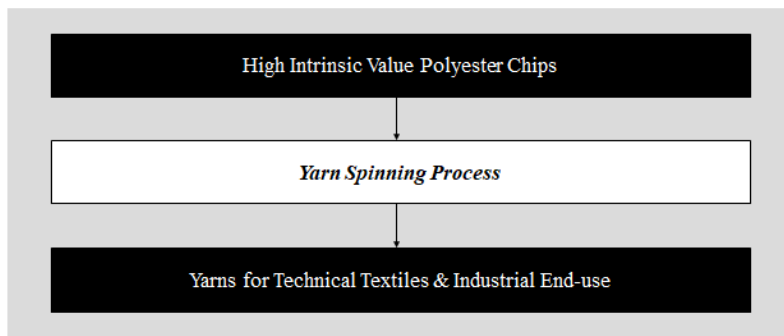 High Intrinsic Value Polyester Chips
Yarn Spinning Process
Yarns for Technical Textiles & Industrial End-use